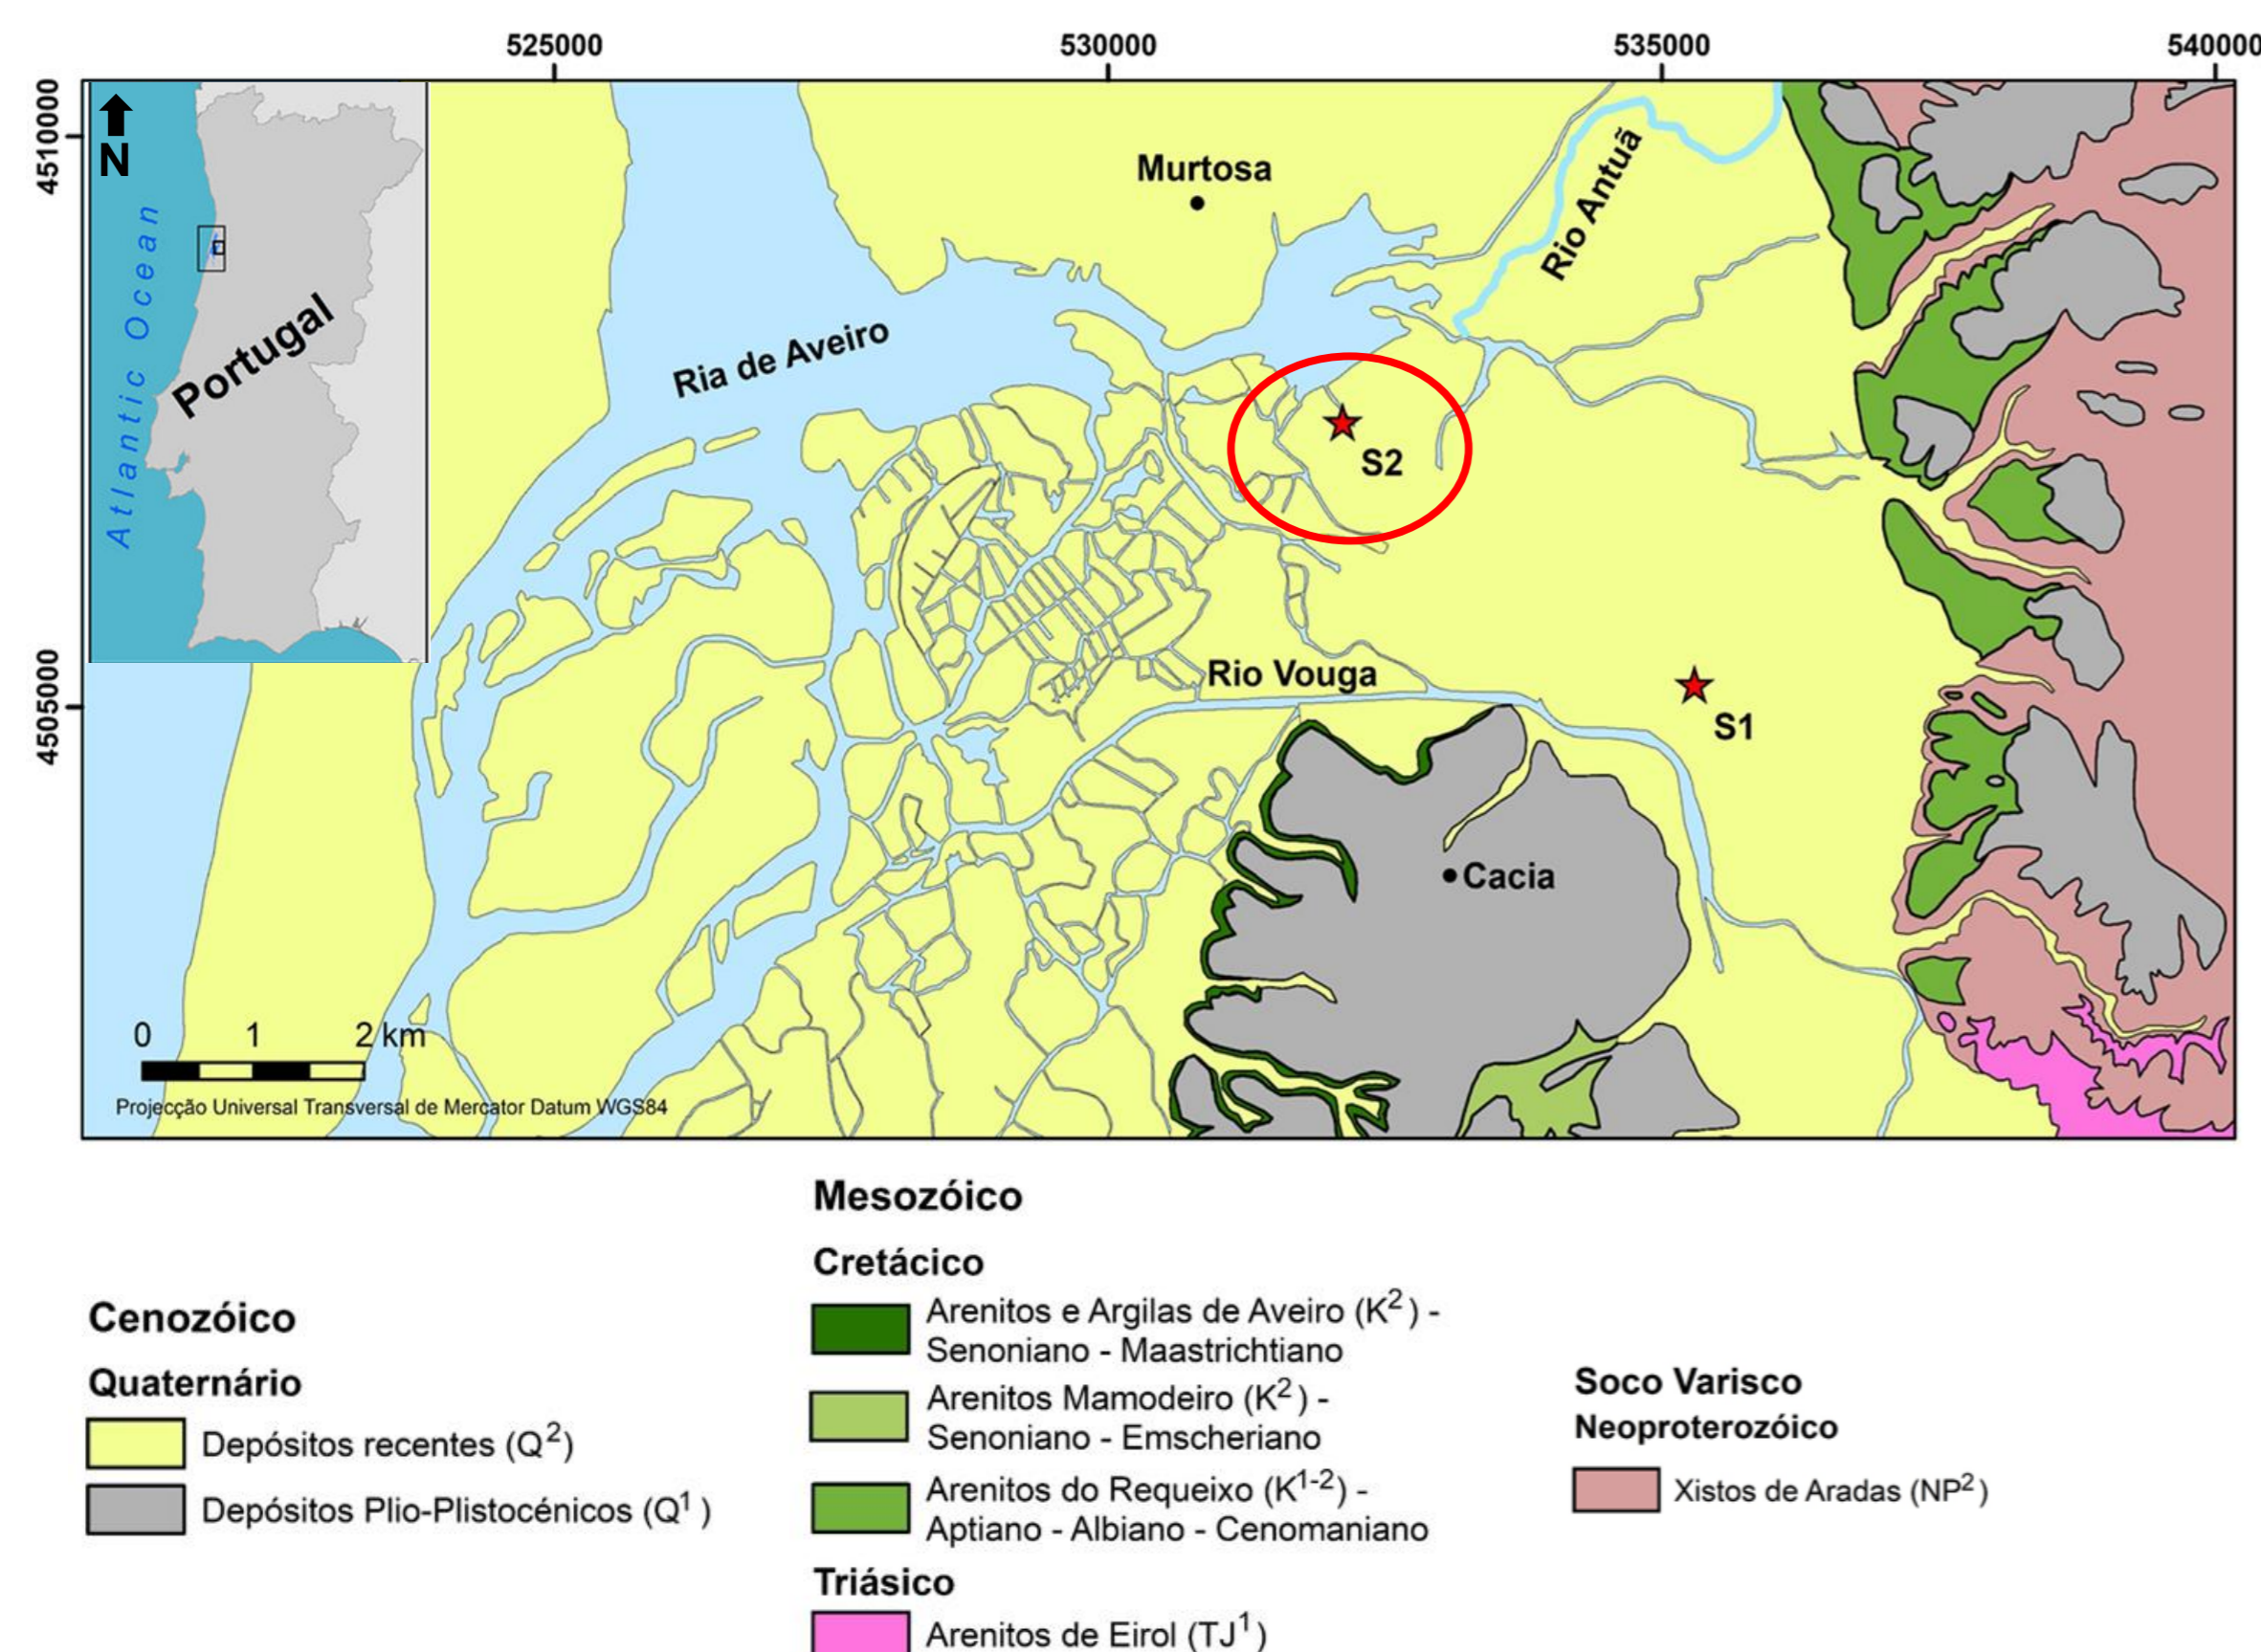 525000
530000
535000
540000
4510000
4505000
N
Atlantic Ocean
Portugal
Murtosa
Rio Antuã
Ria de Aveiro
S2
Rio Vouga
S1
Cacia
0 1 2 km
Projecção Universal Transversal de Mercator Datum WGS84
Cenozóico
Quaternário
Depósitos recentes (Q²)
Depósitos Plio-Plistocénicos (Q¹)
Mesozóico
Cretácico
Arenitos e Argilas de Aveiro (K²) -
Senoniano - Maastrichtiano
Arenitos Mamodeiro (K²) -
Senoniano - Emscheriano
Arenitos do Requeixo (K¹⁻²) -
Aptiano - Albiano - Cenomaniano
Triásico
Arenitos de Eirol (TJ¹)
Soco Varisco
Neoproterozóico
Xistos de Aradas (NP²)